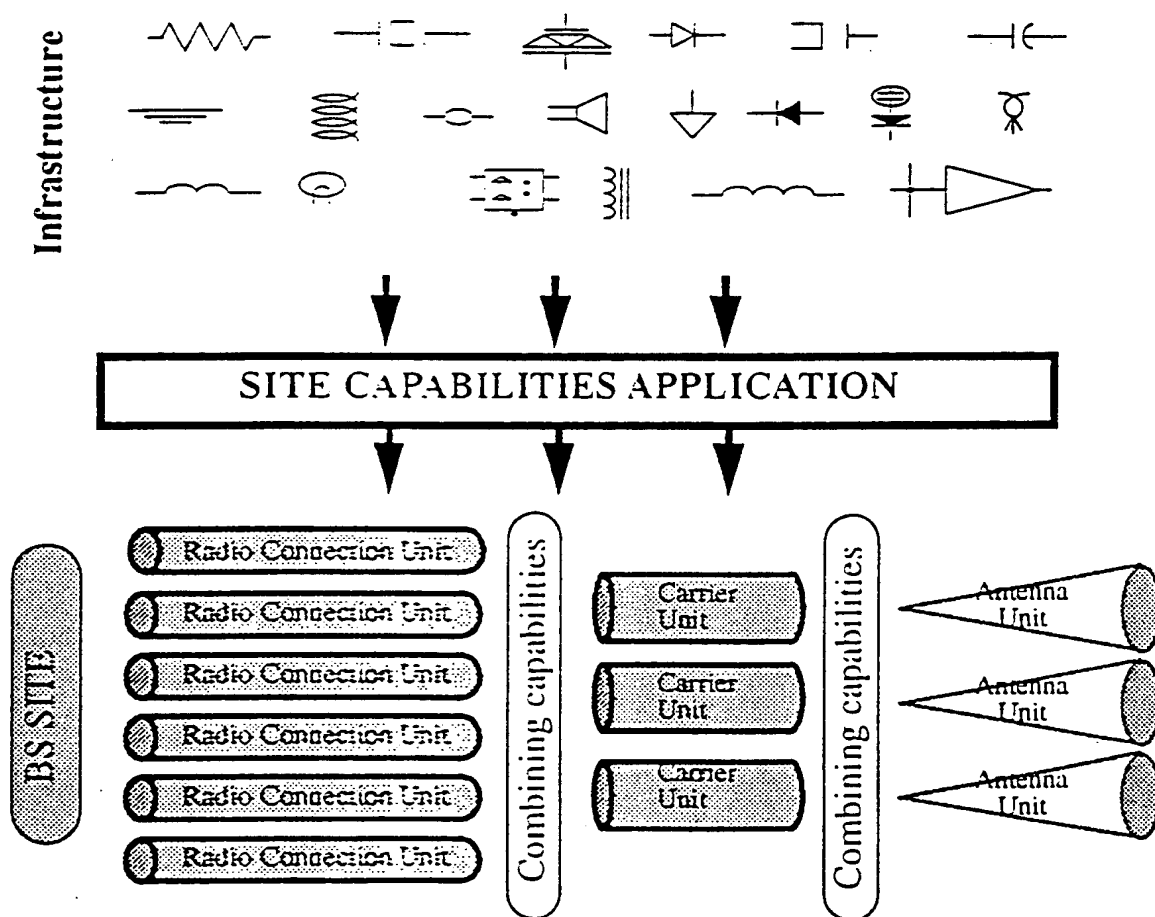 Infrastructure
SITE CAPABILITIES APPLICATION
BS SITE
Radio Connection Unit
Radio Connection Unit
Radio Connection Unit
Radio Connection Unit
Radio Connection Unit
Radio Connection Unit
Combining capabilities
Carrier
Unit
Carrier
Unit
Carrier
Unit
Combining capabilities
Antenna
Unit
Antenna
Unit
Antenna
Unit